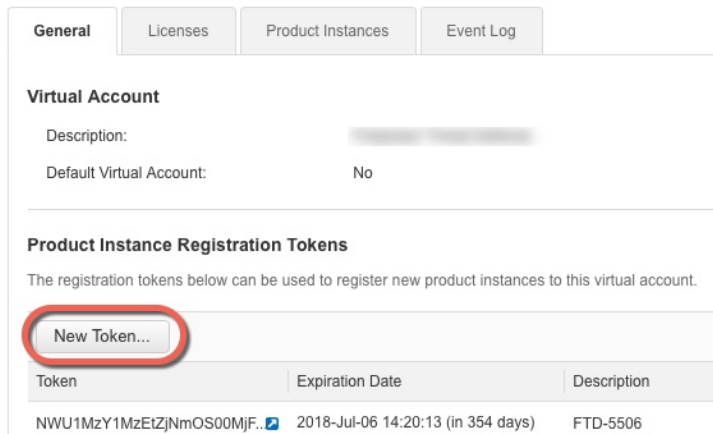 General Licenses Product Instances Event Log
Virtual Account
Description:
Default Virtual Account: No
Product Instance Registration Tokens
The registration tokens below can be used to register new product instances to this virtual account.
New Token...
Token Expiration Date Description
NWU1MzY1MzEtZjNmOS00MjF.. 2018-Jul-06 14:20:13 (in 354 days) FTD-5506